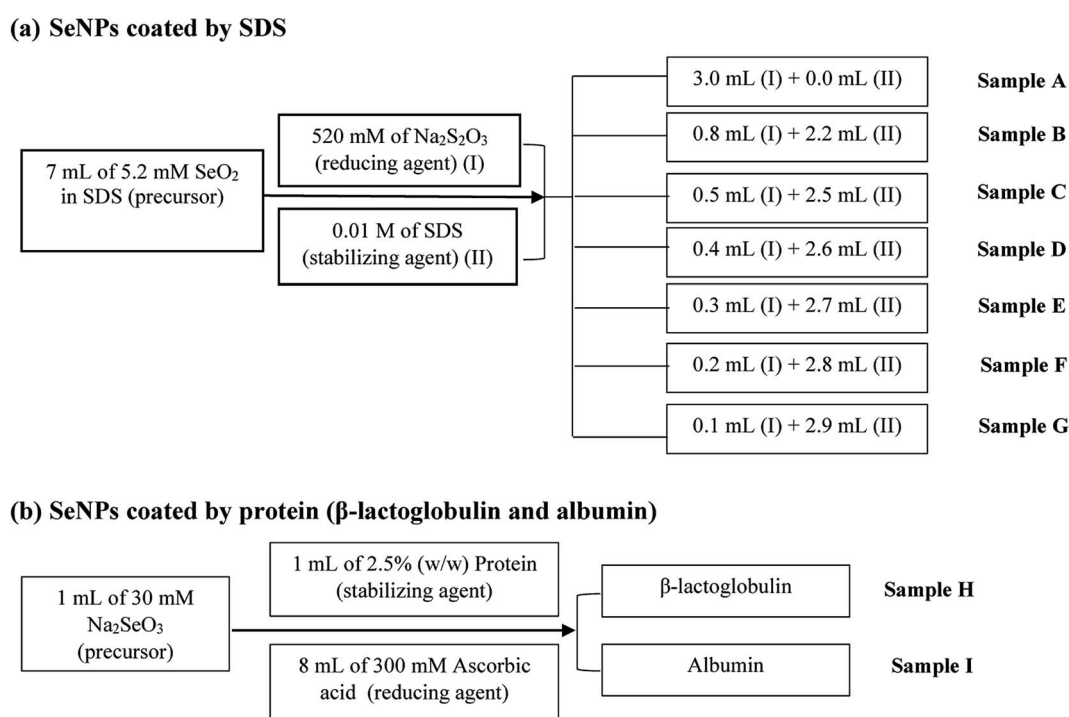 (a) SeNPs coated by SDS
7 mL of 5.2 mM SeO₂
in SDS (precursor)
520 mM of Na₂S₂O₃
(reducing agent) (I)
0.01 M of SDS
(stabilizing agent) (II)
3.0 mL (I) + 0.0 mL (II) Sample A
0.8 mL (I) + 2.2 mL (II) Sample B
0.5 mL (I) + 2.5 mL (II) Sample C
0.4 mL (I) + 2.6 mL (II) Sample D
0.3 mL (I) + 2.7 mL (II) Sample E
0.2 mL (I) + 2.8 mL (II) Sample F
0.1 mL (I) + 2.9 mL (II) Sample G
(b) SeNPs coated by protein (β-lactoglobulin and albumin)
1 mL of 30 mM
Na₂SeO₃
(precursor)
1 mL of 2.5% (w/w) Protein
(stabilizing agent)
8 mL of 300 mM Ascorbic
acid (reducing agent)
β-lactoglobulin Sample H
Albumin Sample I